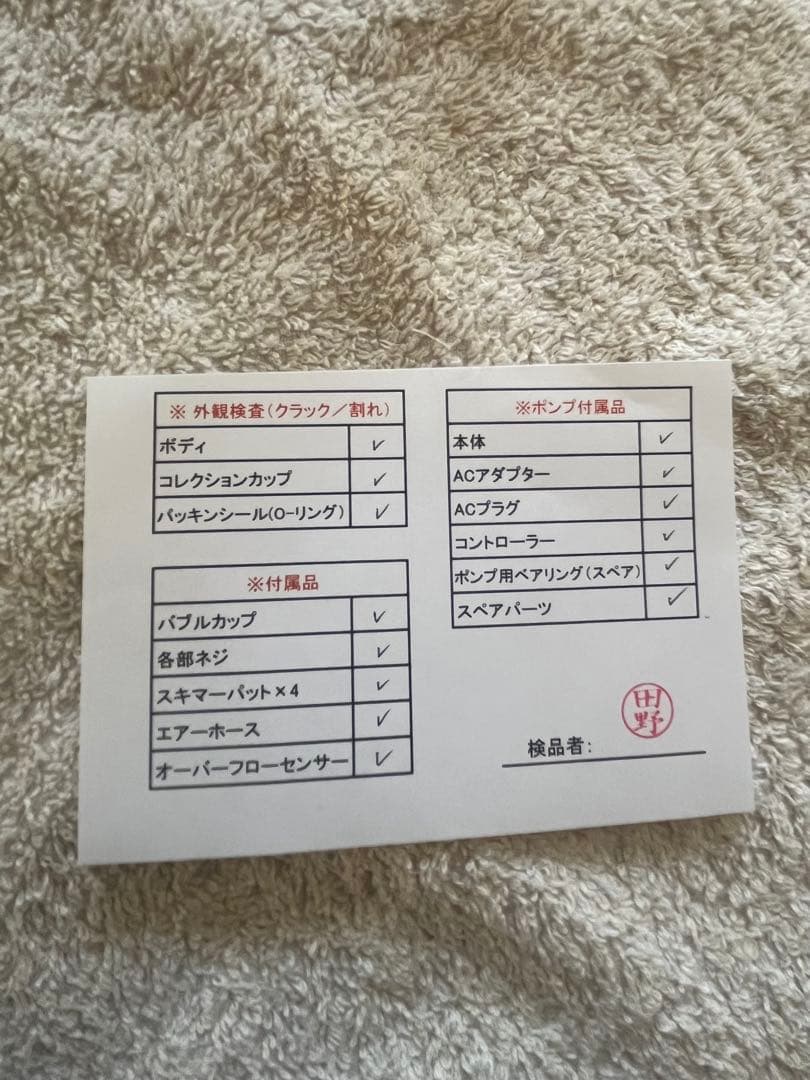 ※ 外観検査(クラック／割れ)
ボディ ✓
コレクションカップ ✓
パッキンシール(O-リング) ✓
※付属品
バブルカップ ✓
各部ネジ ✓
スキマーパット×4 ✓
エアーホース ✓
オーバーフローセンサー ✓
※ポンプ付属品
本体 ✓
ACアダプター ✓
ACプラグ ✓
コントローラー ✓
ポンプ用ベアリング(スペア) ✓
スペアパーツ ✓
検品者: 田野